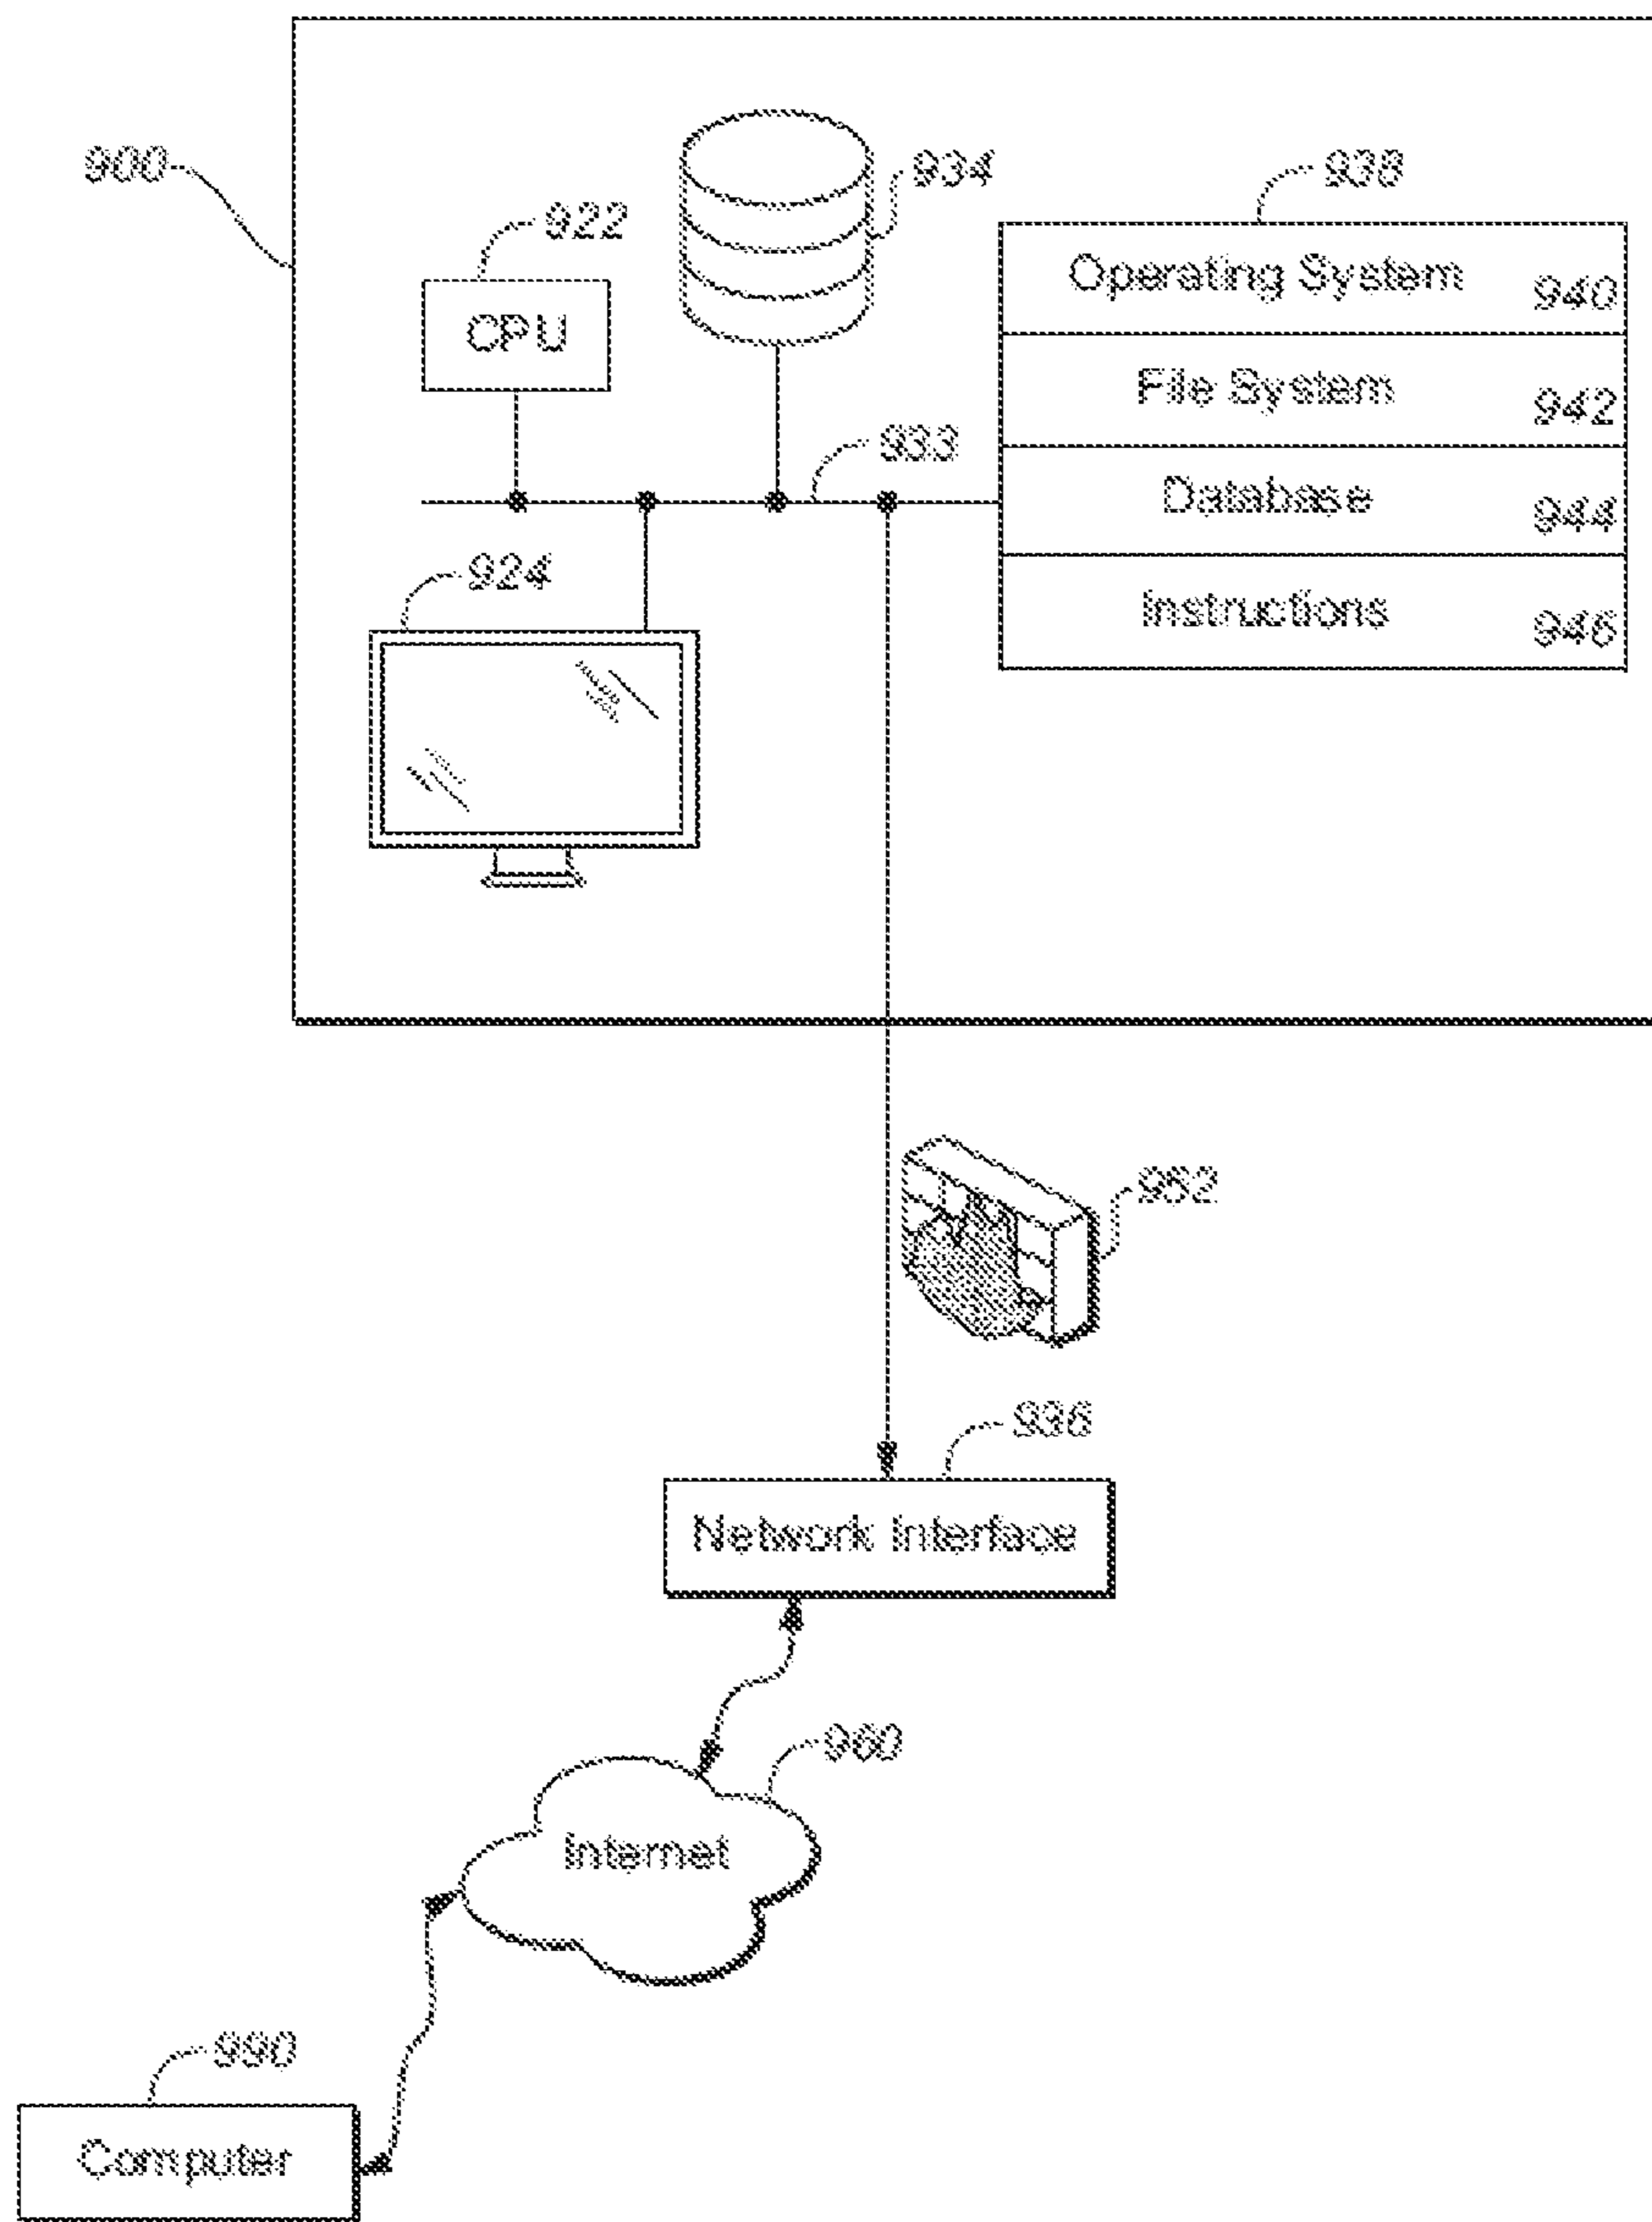 900
922
934
938
CPU
Operating System 940
File System 942
933
Database 944
924
Instructions 946
952
936
Network Interface
960
Internet
990
Computer